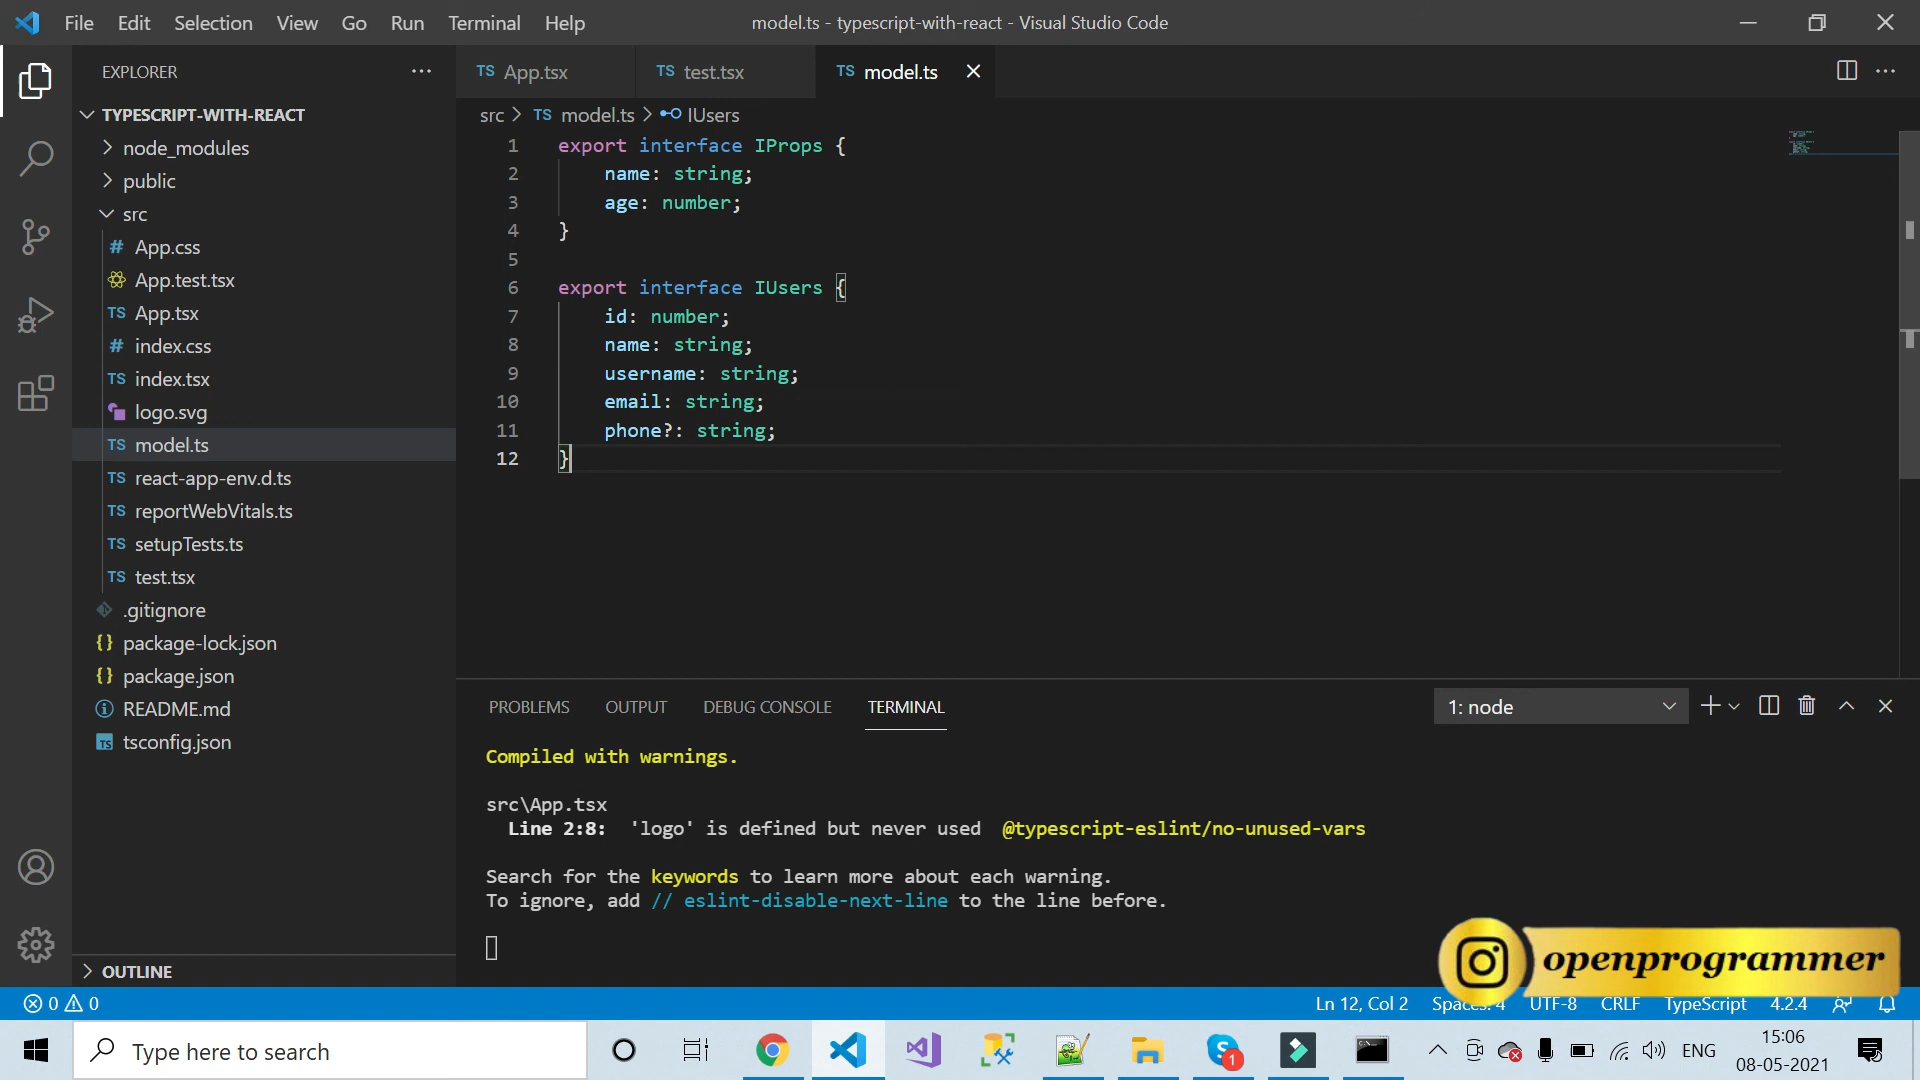 File Edit Selection View Go Run Terminal Help
model.ts - typescript-with-react - Visual Studio Code
EXPLORER
TYPESCRIPT-WITH-REACT
node_modules
public
src
# App.css
App.test.tsx
TS App.tsx
# index.css
TS index.tsx
logo.svg
TS model.ts
TS react-app-env.d.ts
TS reportWebVitals.ts
TS setupTests.ts
TS test.tsx
.gitignore
{} package-lock.json
{} package.json
README.md
TS tsconfig.json
OUTLINE
TS App.tsx
TS test.tsx
TS model.ts
src > TS model.ts > IUsers
1 export interface IProps {
2 name: string;
3 age: number;
4 }
5
6 export interface IUsers {
7 id: number;
8 name: string;
9 username: string;
10 email: string;
11 phone?: string;
12 }
PROBLEMS OUTPUT DEBUG CONSOLE TERMINAL
1: node
Compiled with warnings.
src\App.tsx
Line 2:8: 'logo' is defined but never used @typescript-eslint/no-unused-vars
Search for the keywords to learn more about each warning.
To ignore, add // eslint-disable-next-line to the line before.
openprogrammer
0 0
Ln 12, Col 2 Spaces: 4 UTF-8 CRLF TypeScript 4.2.4
Type here to search
1
ENG
15:06
08-05-2021